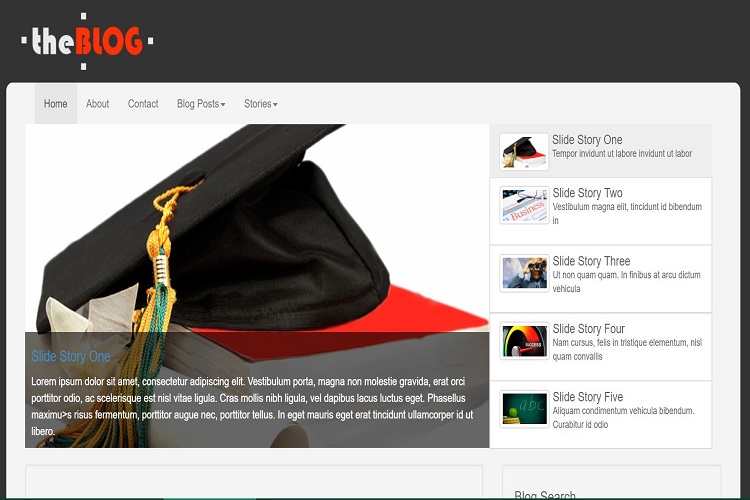 theBLOG
Home About Contact Blog Posts Stories
Slide Story One
Lorem ipsum dolor sit amet, consectetur adipiscing elit. Vestibulum porta, magna non molestie gravida, erat orci
porttitor odio, ac scelerisque est nisl vitae ligula. Cras mollis nibh ligula, vel dapibus lacus luctus eget. Phasellus
maximu>s risus fermentum, porttitor augue nec, porttitor tellus. In eget mauris eget erat tincidunt ullamcorper id ut
libero.
Slide Story One
Tempor invidunt ut labore invidunt ut labor
Business
Slide Story Two
Vestibulum magna elit, tincidunt id bibendum
in
Slide Story Three
Ut non quam quam. In finibus at arcu dictum
vehicula
SUCCESS
Slide Story Four
Nam cursus, felis in tristique elementum, nisl
quam convallis
abc
Slide Story Five
Aliquam condimentum vehicula bibendum.
Curabitur id odio
Blog Search